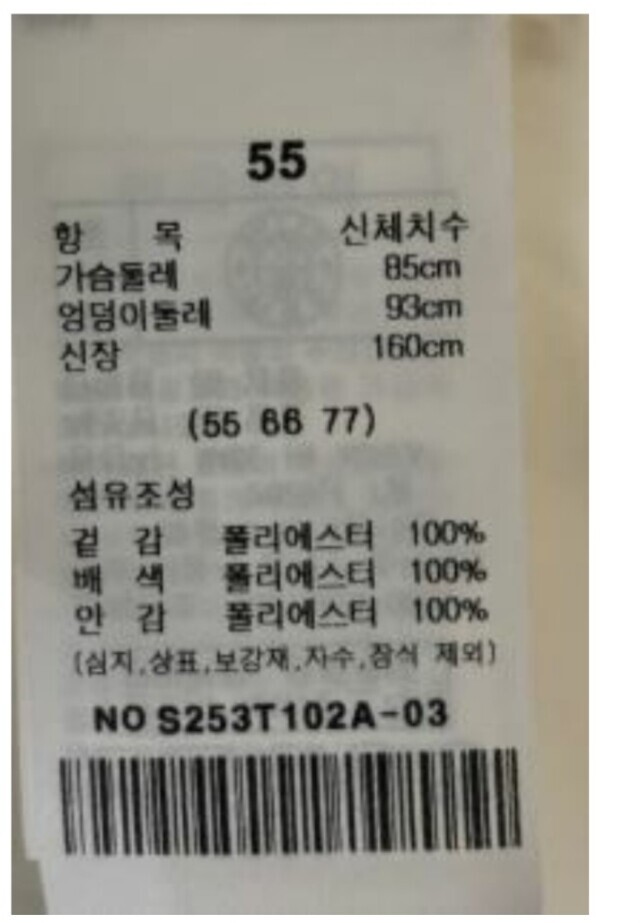 55
항 목 신체치수
가슴둘레 85cm
엉덩이둘레 93cm
신장 160cm
(55 66 77)
섬유조성
겉 감 폴리에스터 100%
배 색 폴리에스터 100%
안 감 폴리에스터 100%
(심지,상표,보강재,자수,장식 제외)
NO S253T102A-03